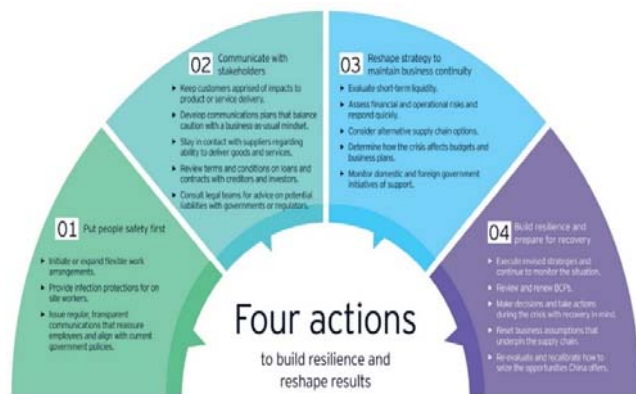 01 Put people safety first
▸ Initiate or expand flexible work
arrangements.
▸ Provide infection protections for on
site workers.
▸ Issue regular, transparent
communications that reassure
employees and align with current
government policies.
02 Communicate with
stakeholders
▸ Keep customers apprised of impacts to
product or service delivery.
▸ Develop communications plans that balance
caution with a business as usual mindset.
▸ Stay in contact with suppliers regarding
ability to deliver goods and services.
▸ Review terms and conditions on loans and
contracts with creditors and investors.
▸ Consult legal teams for advice on potential
liabilities with governments or regulators.
03 Reshape strategy to
maintain business continuity
▸ Evaluate short-term liquidity.
▸ Assess financial and operational risks and
respond quickly.
▸ Consider alternative supply chain options.
▸ Determine how the crisis affects budgets and
business plans.
▸ Monitor domestic and foreign government
initiatives of support.
04 Build resilience and
prepare for recovery
▸ Execute revised strategies and
continue to monitor the situation.
▸ Review and renew BCPs.
▸ Make decisions and take actions
during the crisis with recovery in mind.
▸ Reset business assumptions that
underpin the supply chain.
▸ Re-evaluate and recalibrate how to
seize the opportunities China offers.
Four actions
to build resilience and
reshape results